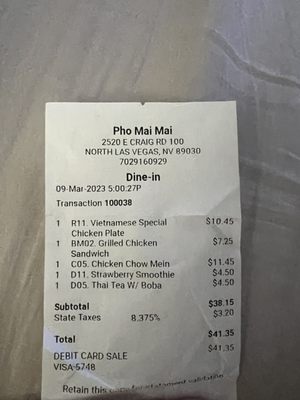 Pho Mai Mai
2520 E CRAIG RD 100
NORTH LAS VEGAS, NV 89030
7029160929
Dine-in
09-Mar-2023 5:00:27P
Transaction 100038
1 R11. Vietnamese Special $10.45
Chicken Plate
1 BM02. Grilled Chicken $7.25
Sandwich
1 C05. Chicken Chow Mein $11.45
1 D11. Strawberry Smoothie $4.50
1 D05. Thai Tea W/ Boba $4.50
Subtotal $38.15
State Taxes 8.375% $3.20
Total $41.35
DEBIT CARD SALE $41.35
VISA 5748
Retain this copy for statement validation